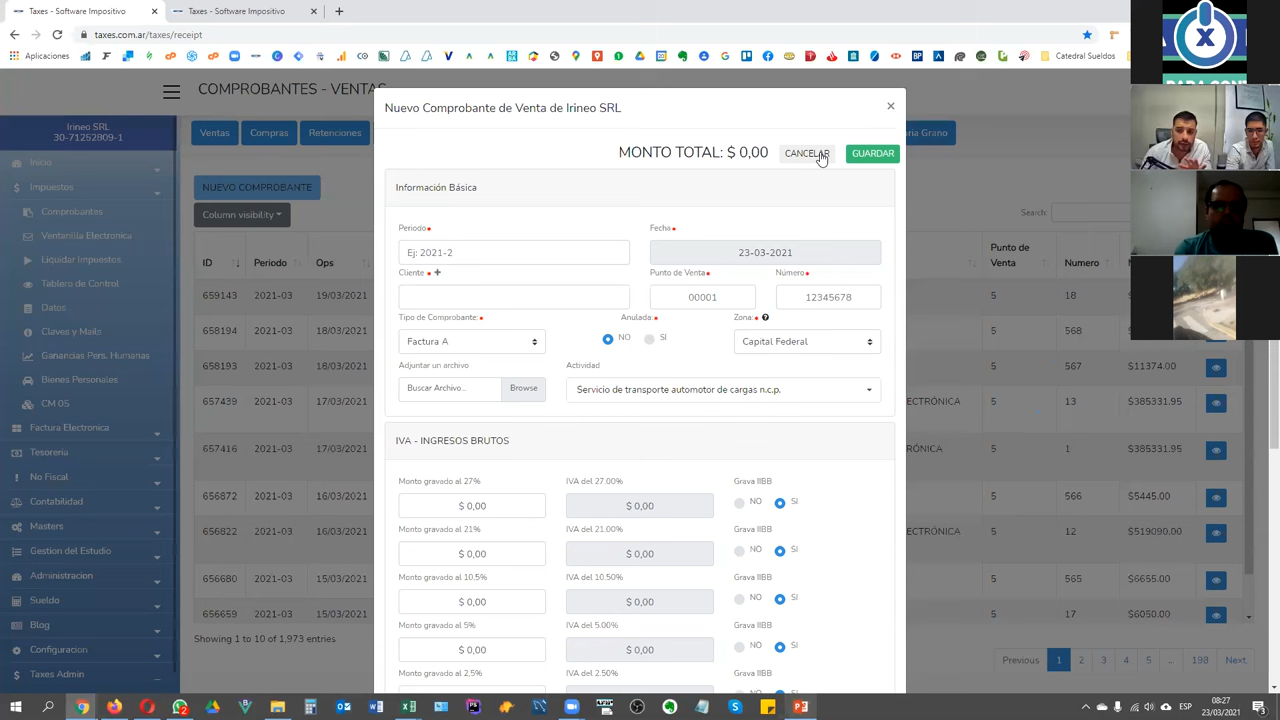 Taxes - Software Impositivo
Taxes - Software Impositivo
taxes.com.ar/taxes/receipt
Aplicaciones
Catedral Sueldos
COMPROBANTES - VENTAS
Irineo SRL
30-71252809-1
Inicio
Impuestos
Comprobantes
Ventanilla Electronica
Liquidar Impuestos
Tablero de Control
Datos
Claves y Mails
Ganancias Pers. Humanas
Bienes Personales
CM 05
Factura Electronica
Tesoreria
No Fiscal
Contabilidad
Masters
Gestion del Estudio
Administracion
Sueldo
Blog
Configuracion
Taxes Admin
Ventas
Compras
Retenciones
aria Grano
NUEVO COMPROBANTE
Column visibility
Search:
ID Periodo Ops
Punto de
Venta
Numero
659143 2021-03 19/03/2021
5 18
658194 2021-03 18/03/2021
5 568
658193 2021-03 18/03/2021
5 567 $11374.00
657439 2021-03 17/03/2021
ELECTRÓNICA 5 13 $385331.95
657416 2021-03 17/03/2021
RÓNICA 5 1 $385331.95
656872 2021-03 16/03/2021
5 566 $5445.00
656822 2021-03 16/03/2021
ECTRÓNICA 5 12 $519090.00
656680 2021-03 15/03/2021
5 565 $6655.00
656659 2021-03 15/03/2021
5 17 $6050.00
Showing 1 to 10 of 1.973 entries
Previous 1 2 3 4 5 ... 198 Next
Nuevo Comprobante de Venta de Irineo SRL
×
MONTO TOTAL: $ 0,00
CANCELAR
GUARDAR
Información Básica
Periodo
Fecha
Ej: 2021-2
23-03-2021
Cliente
Punto de Venta
Número
00001
12345678
Tipo de Comprobante:
Anulada:
Zona:
Factura A
NO
SI
Capital Federal
Adjuntar un archivo
Actividad
Buscar Archivo...
Browse
Servicio de transporte automotor de cargas n.c.p.
IVA - INGRESOS BRUTOS
Monto gravado al 27% IVA del 27.00% Grava IIBB
$ 0,00 $ 0,00 NO SI
Monto gravado al 21% IVA del 21.00% Grava IIBB
$ 0,00 $ 0,00 NO SI
Monto gravado al 10,5% IVA del 10.50% Grava IIBB
$ 0,00 $ 0,00 NO SI
Monto gravado al 5% IVA del 5.00% Grava IIBB
$ 0,00 $ 0,00 NO SI
Monto gravado al 2,5% IVA del 2.50% Grava IIBB
X
PARA CONT
ESP
08:27
23/03/2021